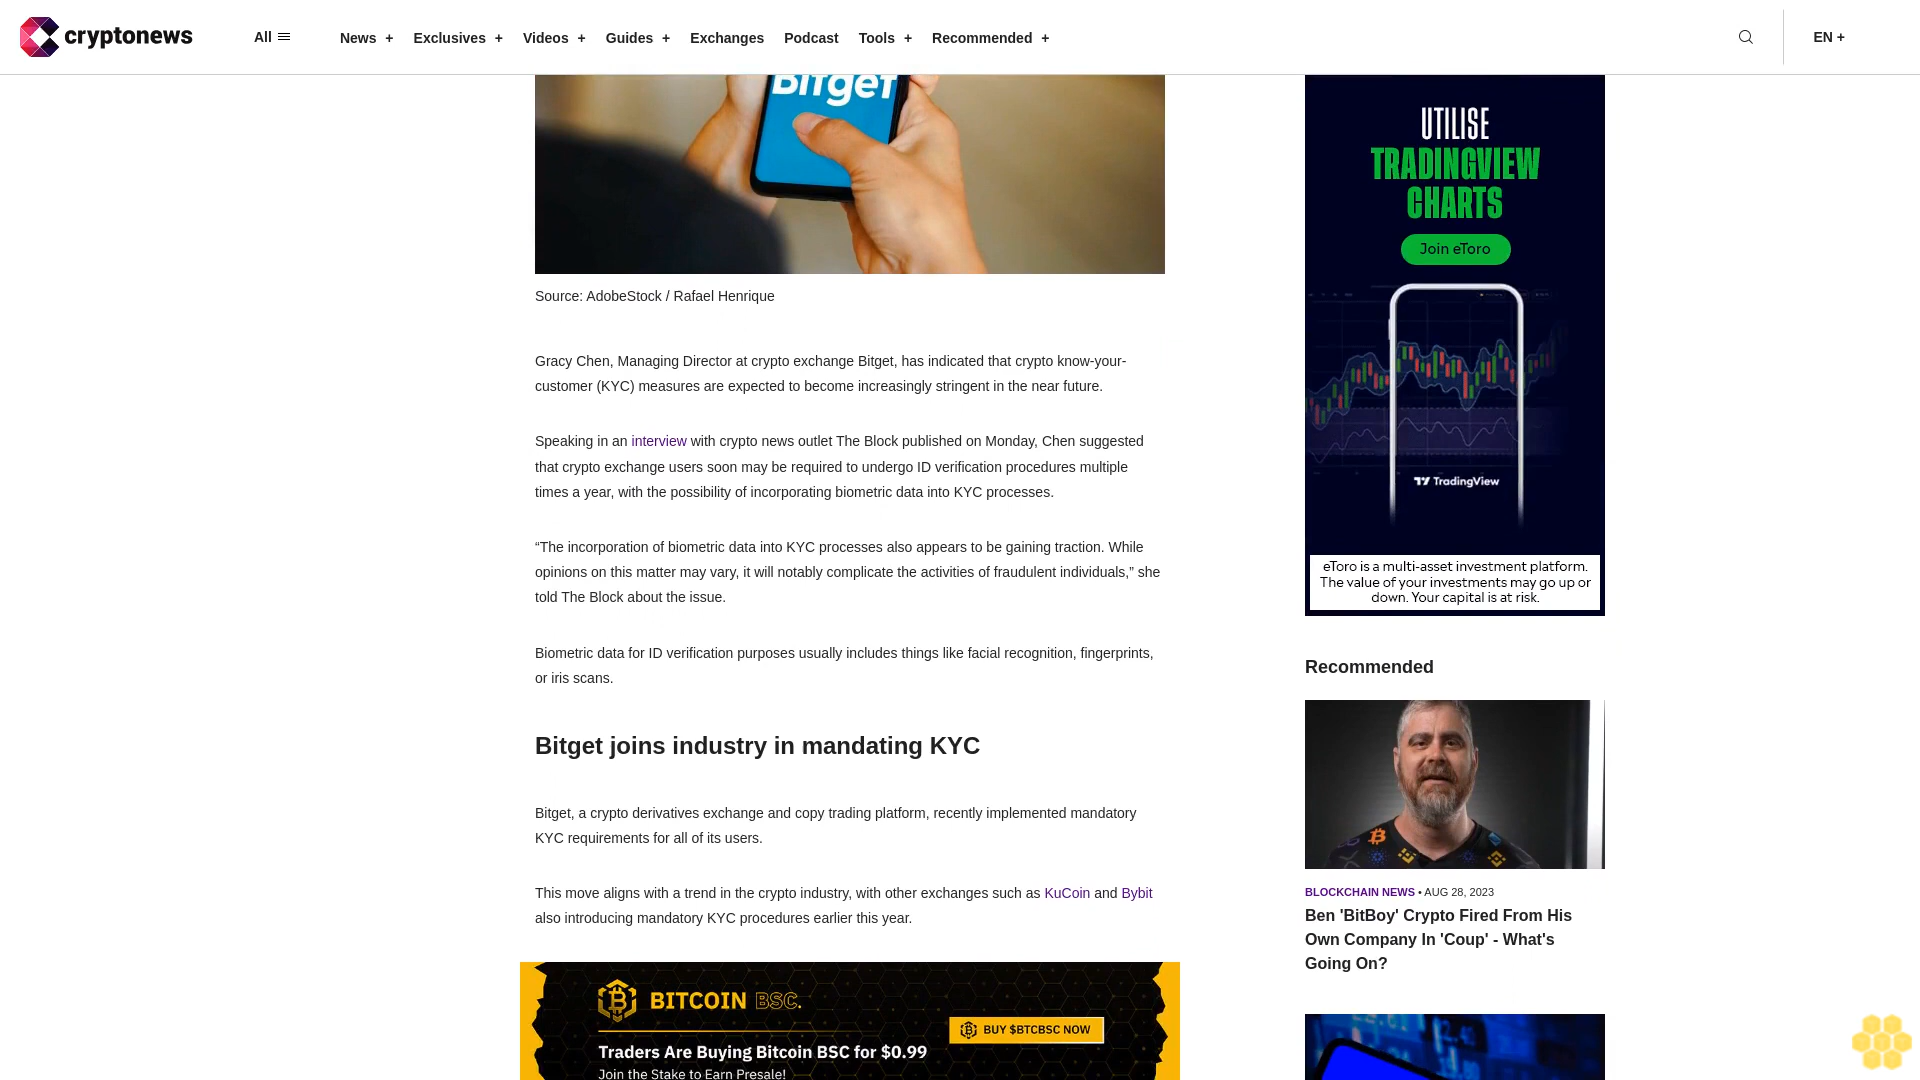 cryptonews
All
News +
Exclusives +
Videos +
Guides +
Exchanges
Podcast
Tools +
Recommended +
EN +
Bitget
Source: AdobeStock / Rafael Henrique
Gracy Chen, Managing Director at crypto exchange Bitget, has indicated that crypto know-your-
customer (KYC) measures are expected to become increasingly stringent in the near future.
Speaking in an interview with crypto news outlet The Block published on Monday, Chen suggested
that crypto exchange users soon may be required to undergo ID verification procedures multiple
times a year, with the possibility of incorporating biometric data into KYC processes.
“The incorporation of biometric data into KYC processes also appears to be gaining traction. While
opinions on this matter may vary, it will notably complicate the activities of fraudulent individuals,” she
told The Block about the issue.
Biometric data for ID verification purposes usually includes things like facial recognition, fingerprints,
or iris scans.
Bitget joins industry in mandating KYC
Bitget, a crypto derivatives exchange and copy trading platform, recently implemented mandatory
KYC requirements for all of its users.
This move aligns with a trend in the crypto industry, with other exchanges such as KuCoin and Bybit
also introducing mandatory KYC procedures earlier this year.
BITCOIN BSC.
BUY $BTCBSC NOW
Traders Are Buying Bitcoin BSC for $0.99
Join the Stake to Earn Presale!
UTILISE
TRADINGVIEW
CHARTS
Join eToro
TradingView
eToro is a multi-asset investment platform.
The value of your investments may go up or
down. Your capital is at risk.
Recommended
BLOCKCHAIN NEWS • AUG 28, 2023
Ben 'BitBoy' Crypto Fired From His
Own Company In 'Coup' - What's
Going On?